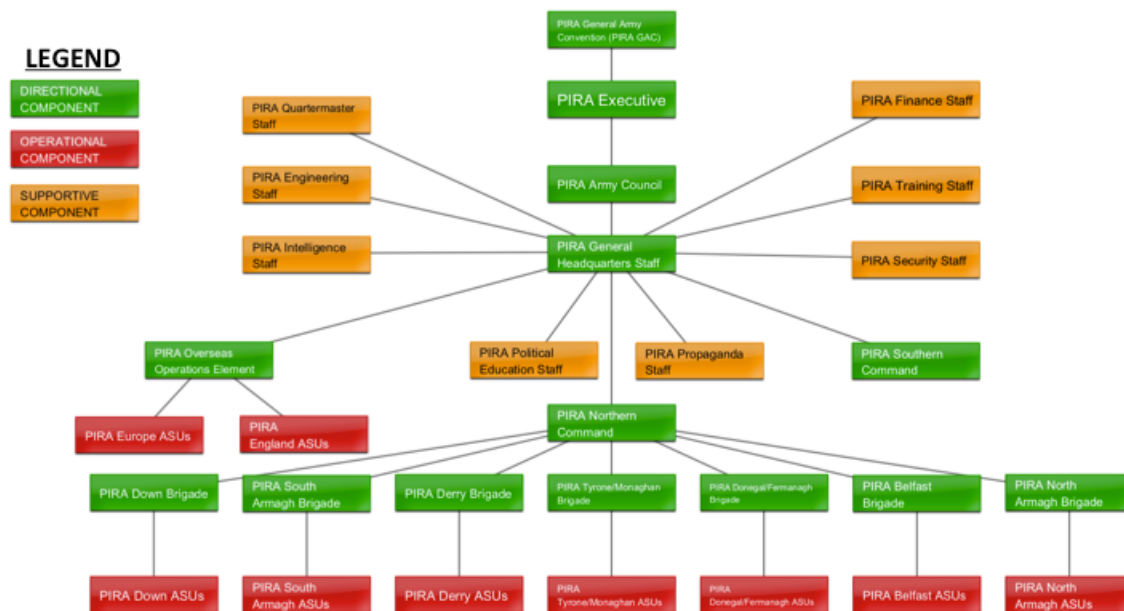 PIRA General Army
Convention (PIRA GAC)
LEGEND
DIRECTIONAL
COMPONENT
PIRA Executive
PIRA Quartermaster
Staff
PIRA Finance Staff
OPERATIONAL
COMPONENT
SUPPORTIVE
COMPONENT
PIRA Engineering
Staff
PIRA Army Council
PIRA Training Staff
PIRA Intelligence
Staff
PIRA General
Headquarters Staff
PIRA Security Staff
PIRA Overseas
Operations Element
PIRA Political
Education Staff
PIRA Propaganda
Staff
PIRA Southern
Command
PIRA Europe ASUs
PIRA
England ASUs
PIRA Northern
Command
PIRA Down Brigade
PIRA South
Armagh Brigade
PIRA Derry Brigade
PIRA Tyrone/Monaghan
Brigade
PIRA Donegal/Fermanagh
Brigade
PIRA Belfast
Brigade
PIRA North
Armagh Brigade
PIRA Down ASUs
PIRA South
Armagh ASUs
PIRA Derry ASUs
PIRA
Tyrone/Monaghan ASUs
PIRA
Donegal/Fermanagh ASUs
PIRA Belfast ASUs
PIRA North
Armagh ASUs